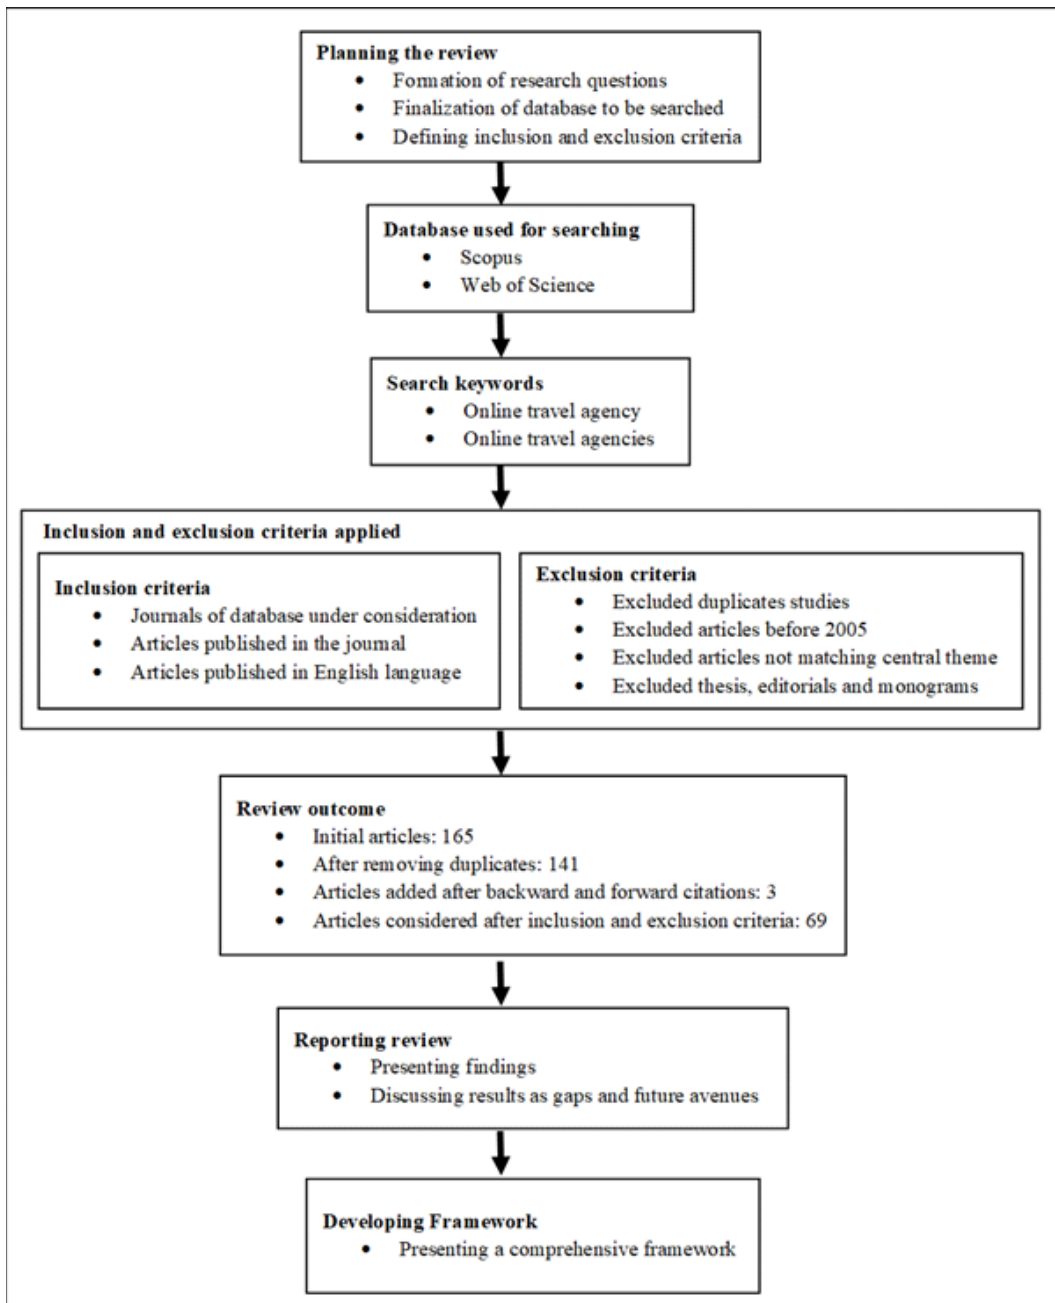 Planning the review
• Formation of research questions
• Finalization of database to be searched
• Defining inclusion and exclusion criteria
Database used for searching
• Scopus
• Web of Science
Search keywords
• Online travel agency
• Online travel agencies
Inclusion and exclusion criteria applied
Inclusion criteria
• Journals of database under consideration
• Articles published in the journal
• Articles published in English language
Exclusion criteria
• Excluded duplicates studies
• Excluded articles before 2005
• Excluded articles not matching central theme
• Excluded thesis, editorials and monograms
Review outcome
• Initial articles: 165
• After removing duplicates: 141
• Articles added after backward and forward citations: 3
• Articles considered after inclusion and exclusion criteria: 69
Reporting review
• Presenting findings
• Discussing results as gaps and future avenues
Developing Framework
• Presenting a comprehensive framework